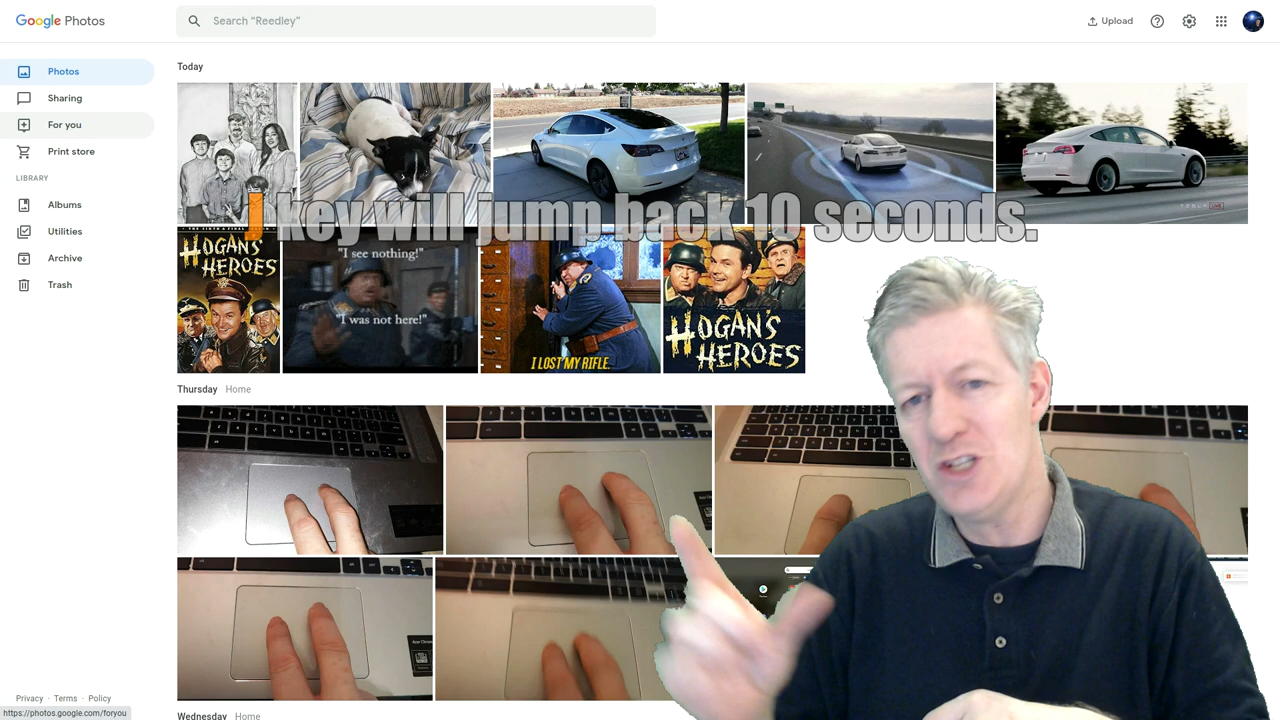 Google Photos
Search “Reedley”
Upload
Photos
Sharing
For you
Print store
LIBRARY
Albums
Utilities
Archive
Trash
Today
TESLA LIVE
J key will jump back 10 seconds.
HOGAN'S HEROES
"I see nothing!"
"I was not here!"
I LOST MY RIFLE.
HOGAN'S HEROES
Thursday Home
Wednesday Home
Privacy · Terms · Policy
https://photos.google.com/foryou